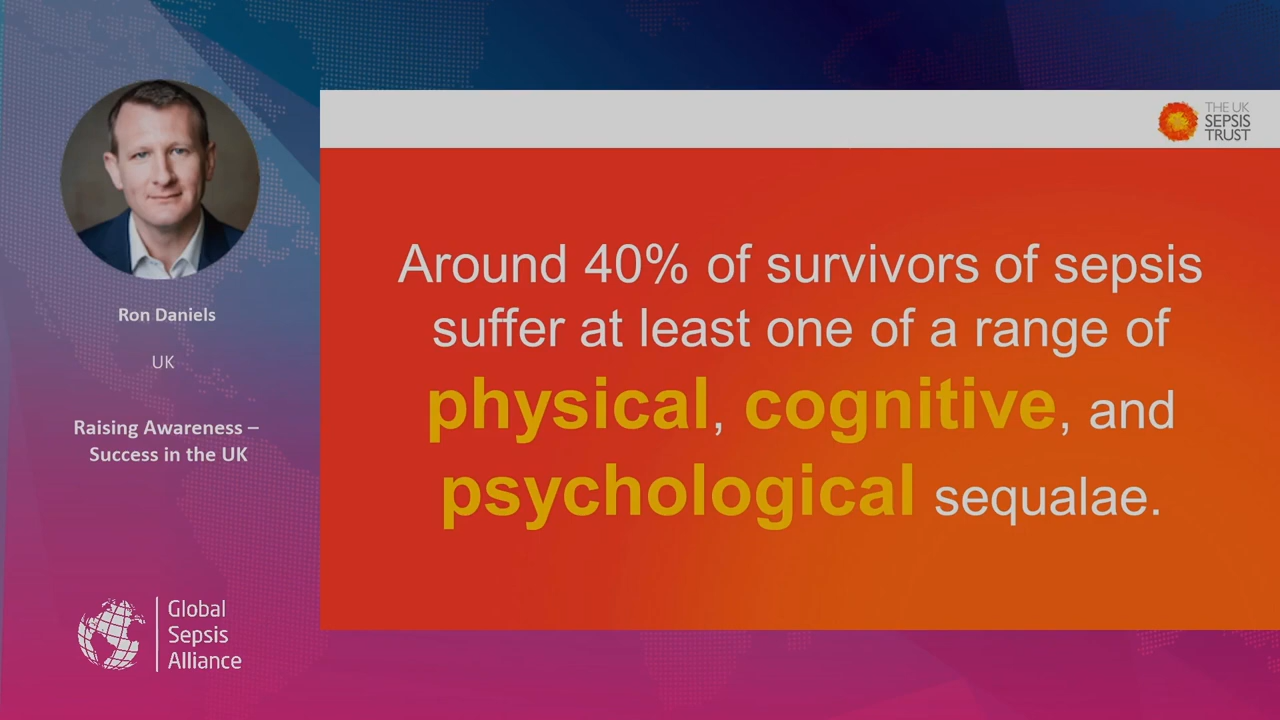 Ron Daniels
UK
Raising Awareness –
Success in the UK
Global
Sepsis
Alliance
THE UK
SEPSIS
TRUST
Around 40% of survivors of sepsis
suffer at least one of a range of
physical, cognitive, and
psychological sequalae.